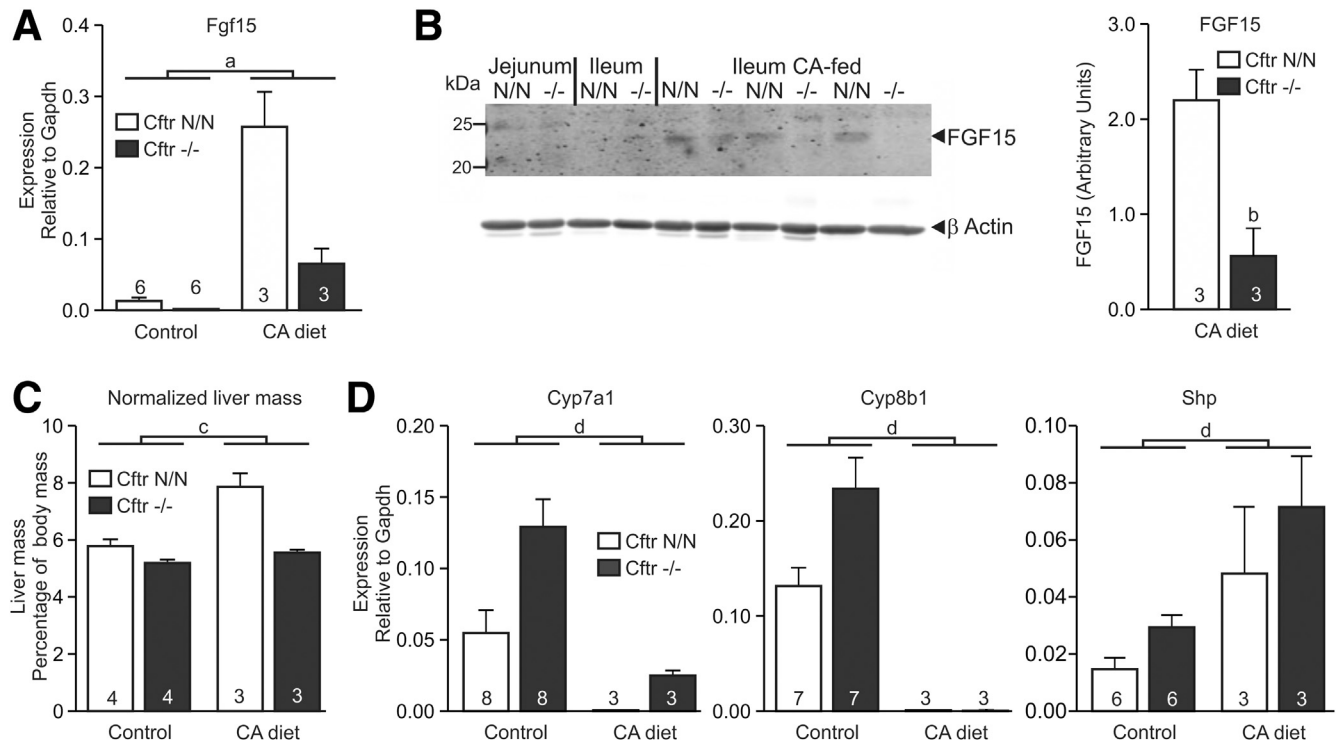 A
Fgf15
Expression
Relative to Gapdh
0.4
0.3
0.2
0.1
0.0
a
Cftr N/N
Cftr -/-
6
6
3
3
Control
CA diet
B
Jejunum
Ileum
Ileum CA-fed
kDa
N/N -/- N/N -/- N/N -/- N/N -/- N/N -/-
25
20
FGF15
β Actin
FGF15
FGF15 (Arbitrary Units)
3.0
2.0
1.0
0.0
Cftr N/N
Cftr -/-
b
3
3
CA diet
C
Normalized liver mass
Liver mass
Percentage of body mass
10
8
6
4
2
0
c
Cftr N/N
Cftr -/-
4
4
3
3
Control
CA diet
D
Cyp7a1
Expression
Relative to Gapdh
0.20
0.15
0.10
0.05
0.00
d
Cftr N/N
Cftr -/-
8
8
3
3
Control
CA diet
Cyp8b1
0.30
0.20
0.10
0.00
d
7
7
3
3
Control
CA diet
Shp
0.10
0.08
0.06
0.04
0.02
0.00
d
6
6
3
3
Control
CA diet